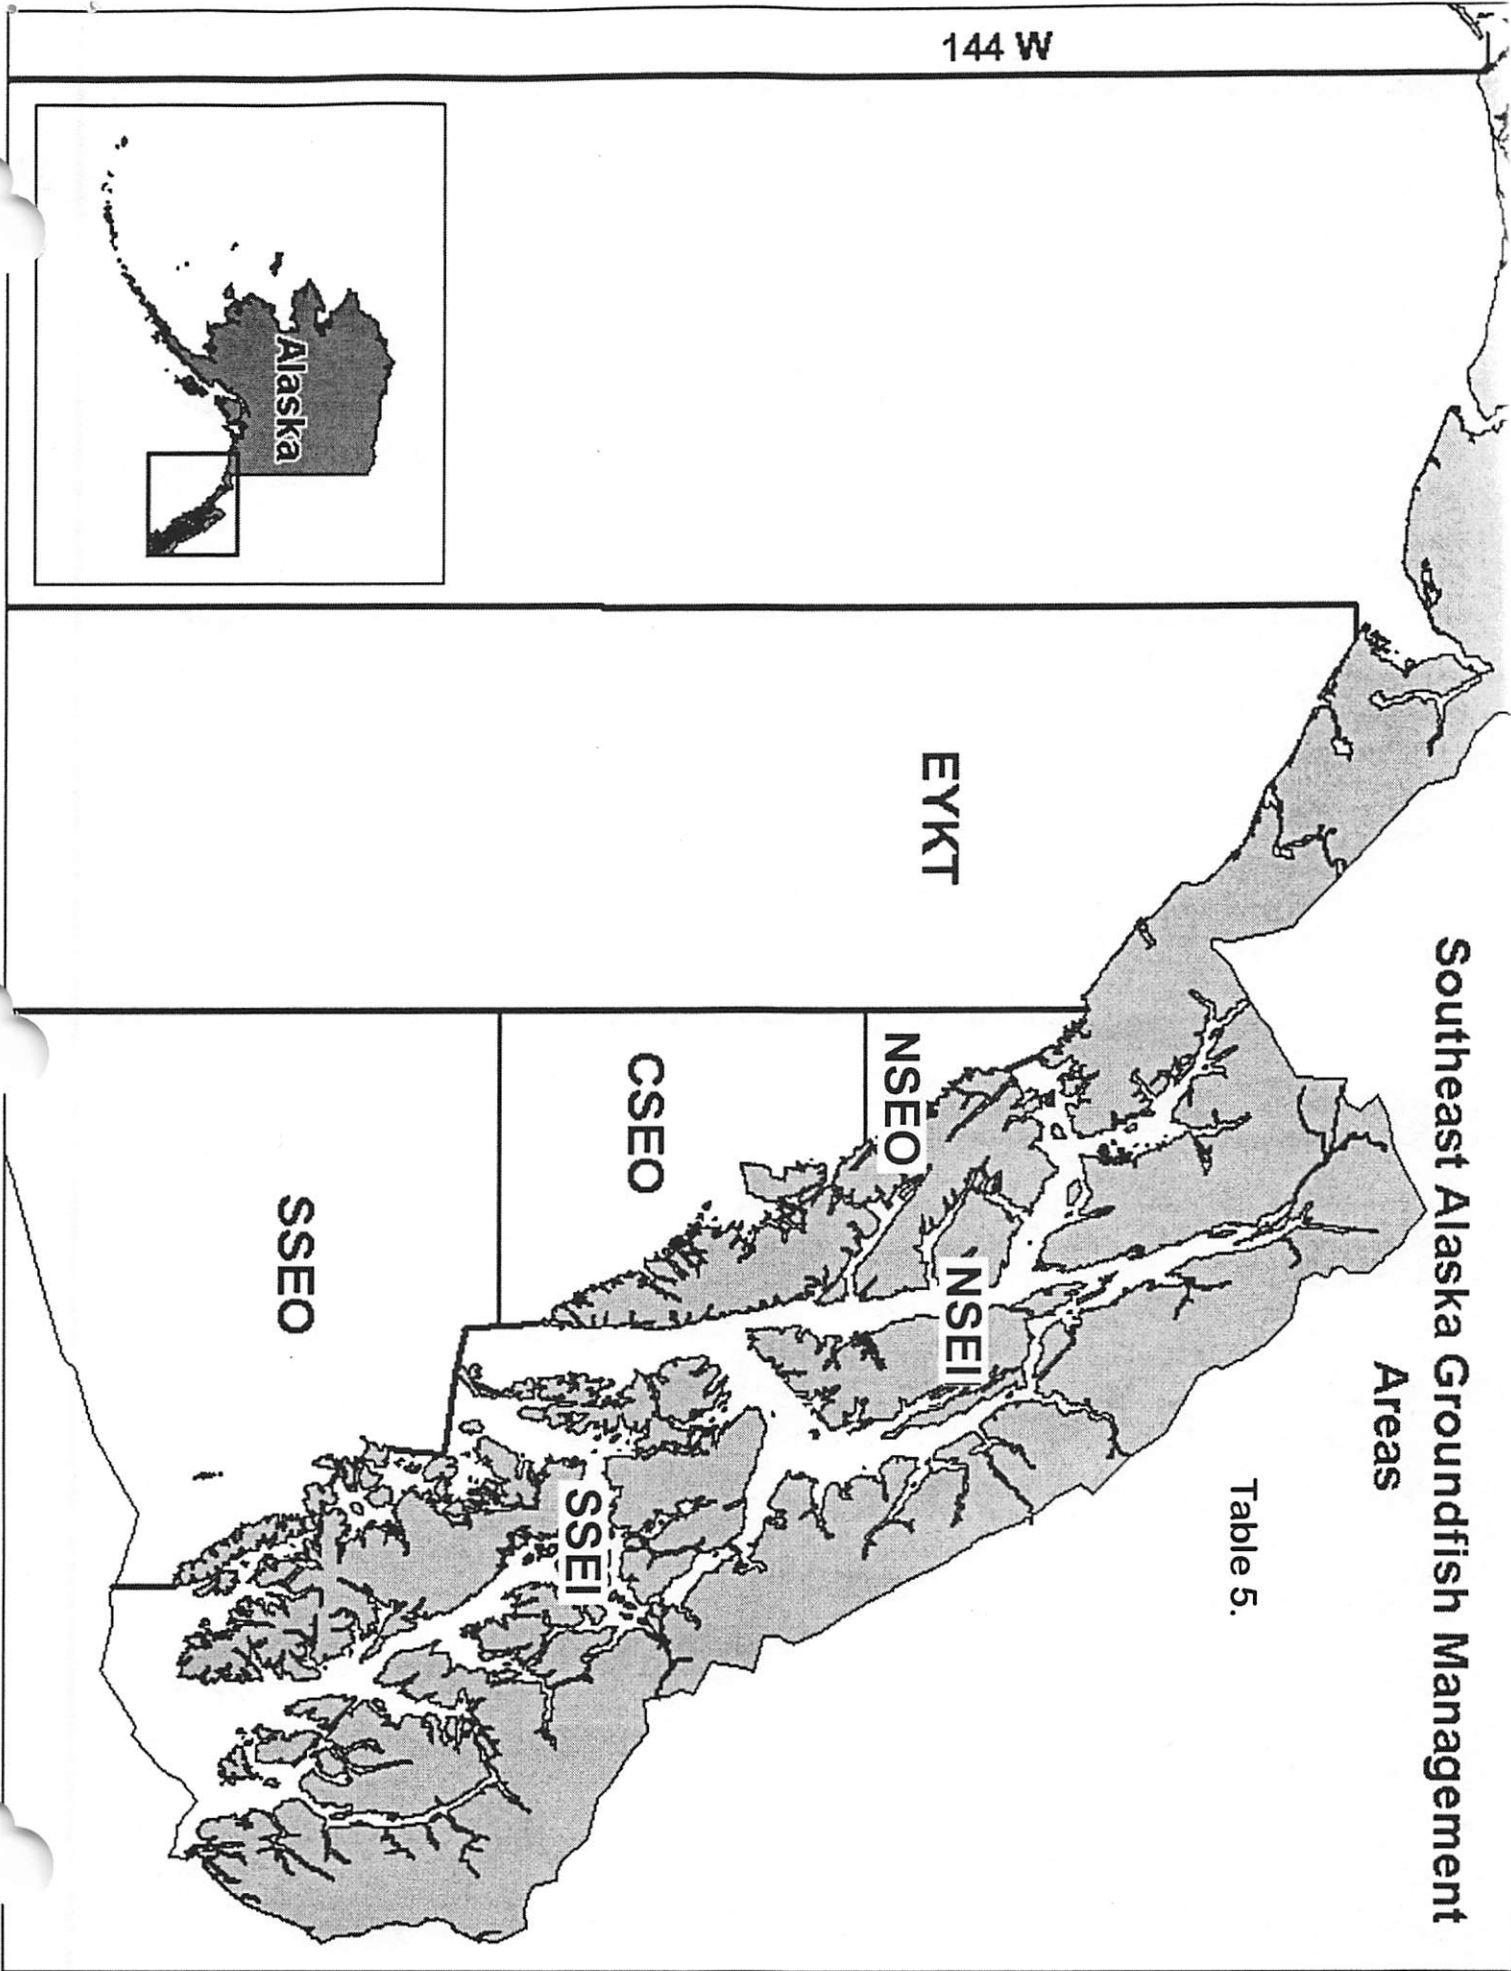 Southeast Alaska Groundfish Management
Areas
Table 5.
144 W
EYKT
NSEO
CSEO
NSEI
SSEO
SSEI
Alaska